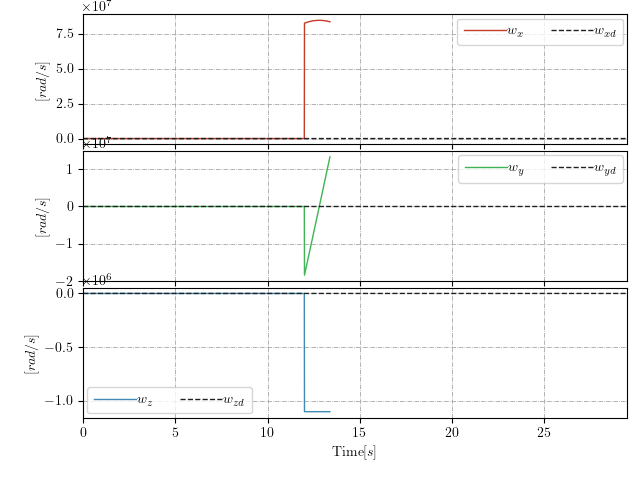 ×10⁷
7.5
5.0
2.5
0.0
[rad/s]
w_x w_xd
×10⁷
1
0
−1
−2
[rad/s]
w_y w_yd
×10⁶
0.0
−0.5
−1.0
[rad/s]
w_z w_zd
0 5 10 15 20 25
Time[s]